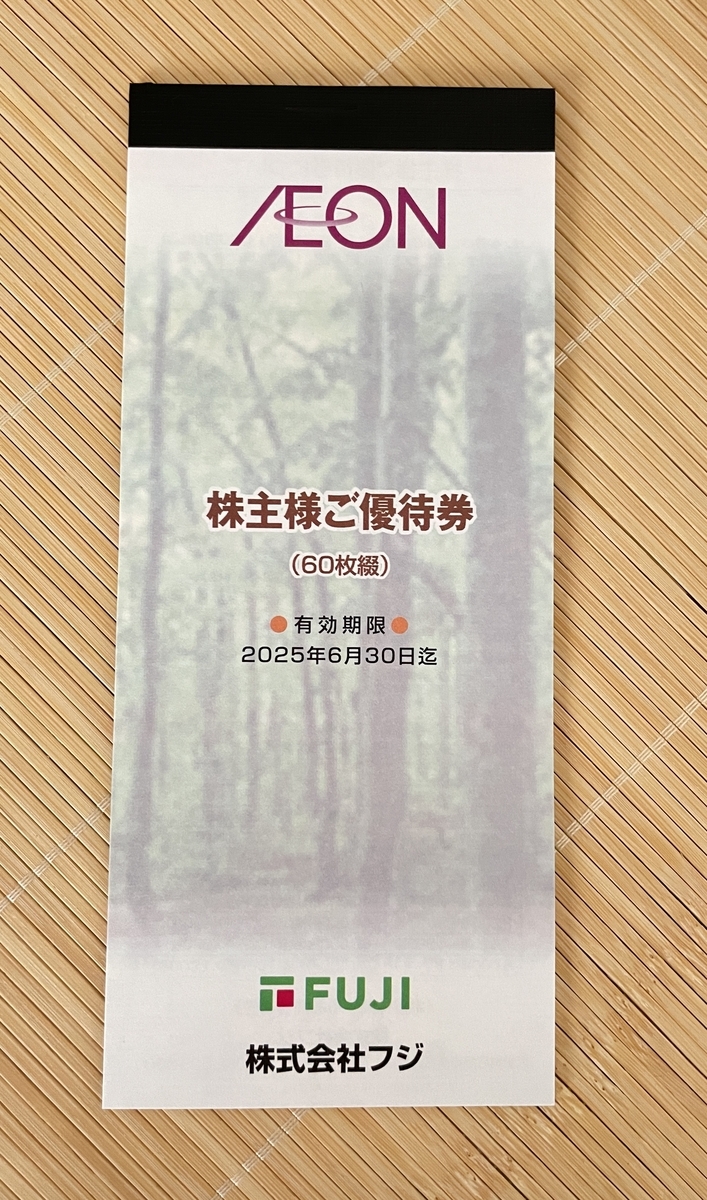 ÆON
株主様ご優待券
(60枚綴)
●有効期限●
2025年6月30日迄
FUJI
株式会社フジ